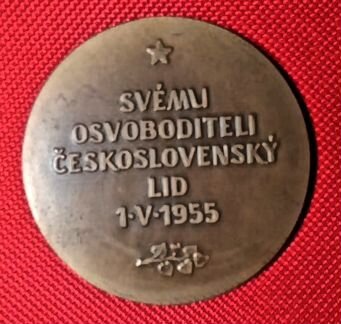 SVÉMU
OSVOBODITELI
ČESKOSLOVENSKÝ
LID
1·V·1955